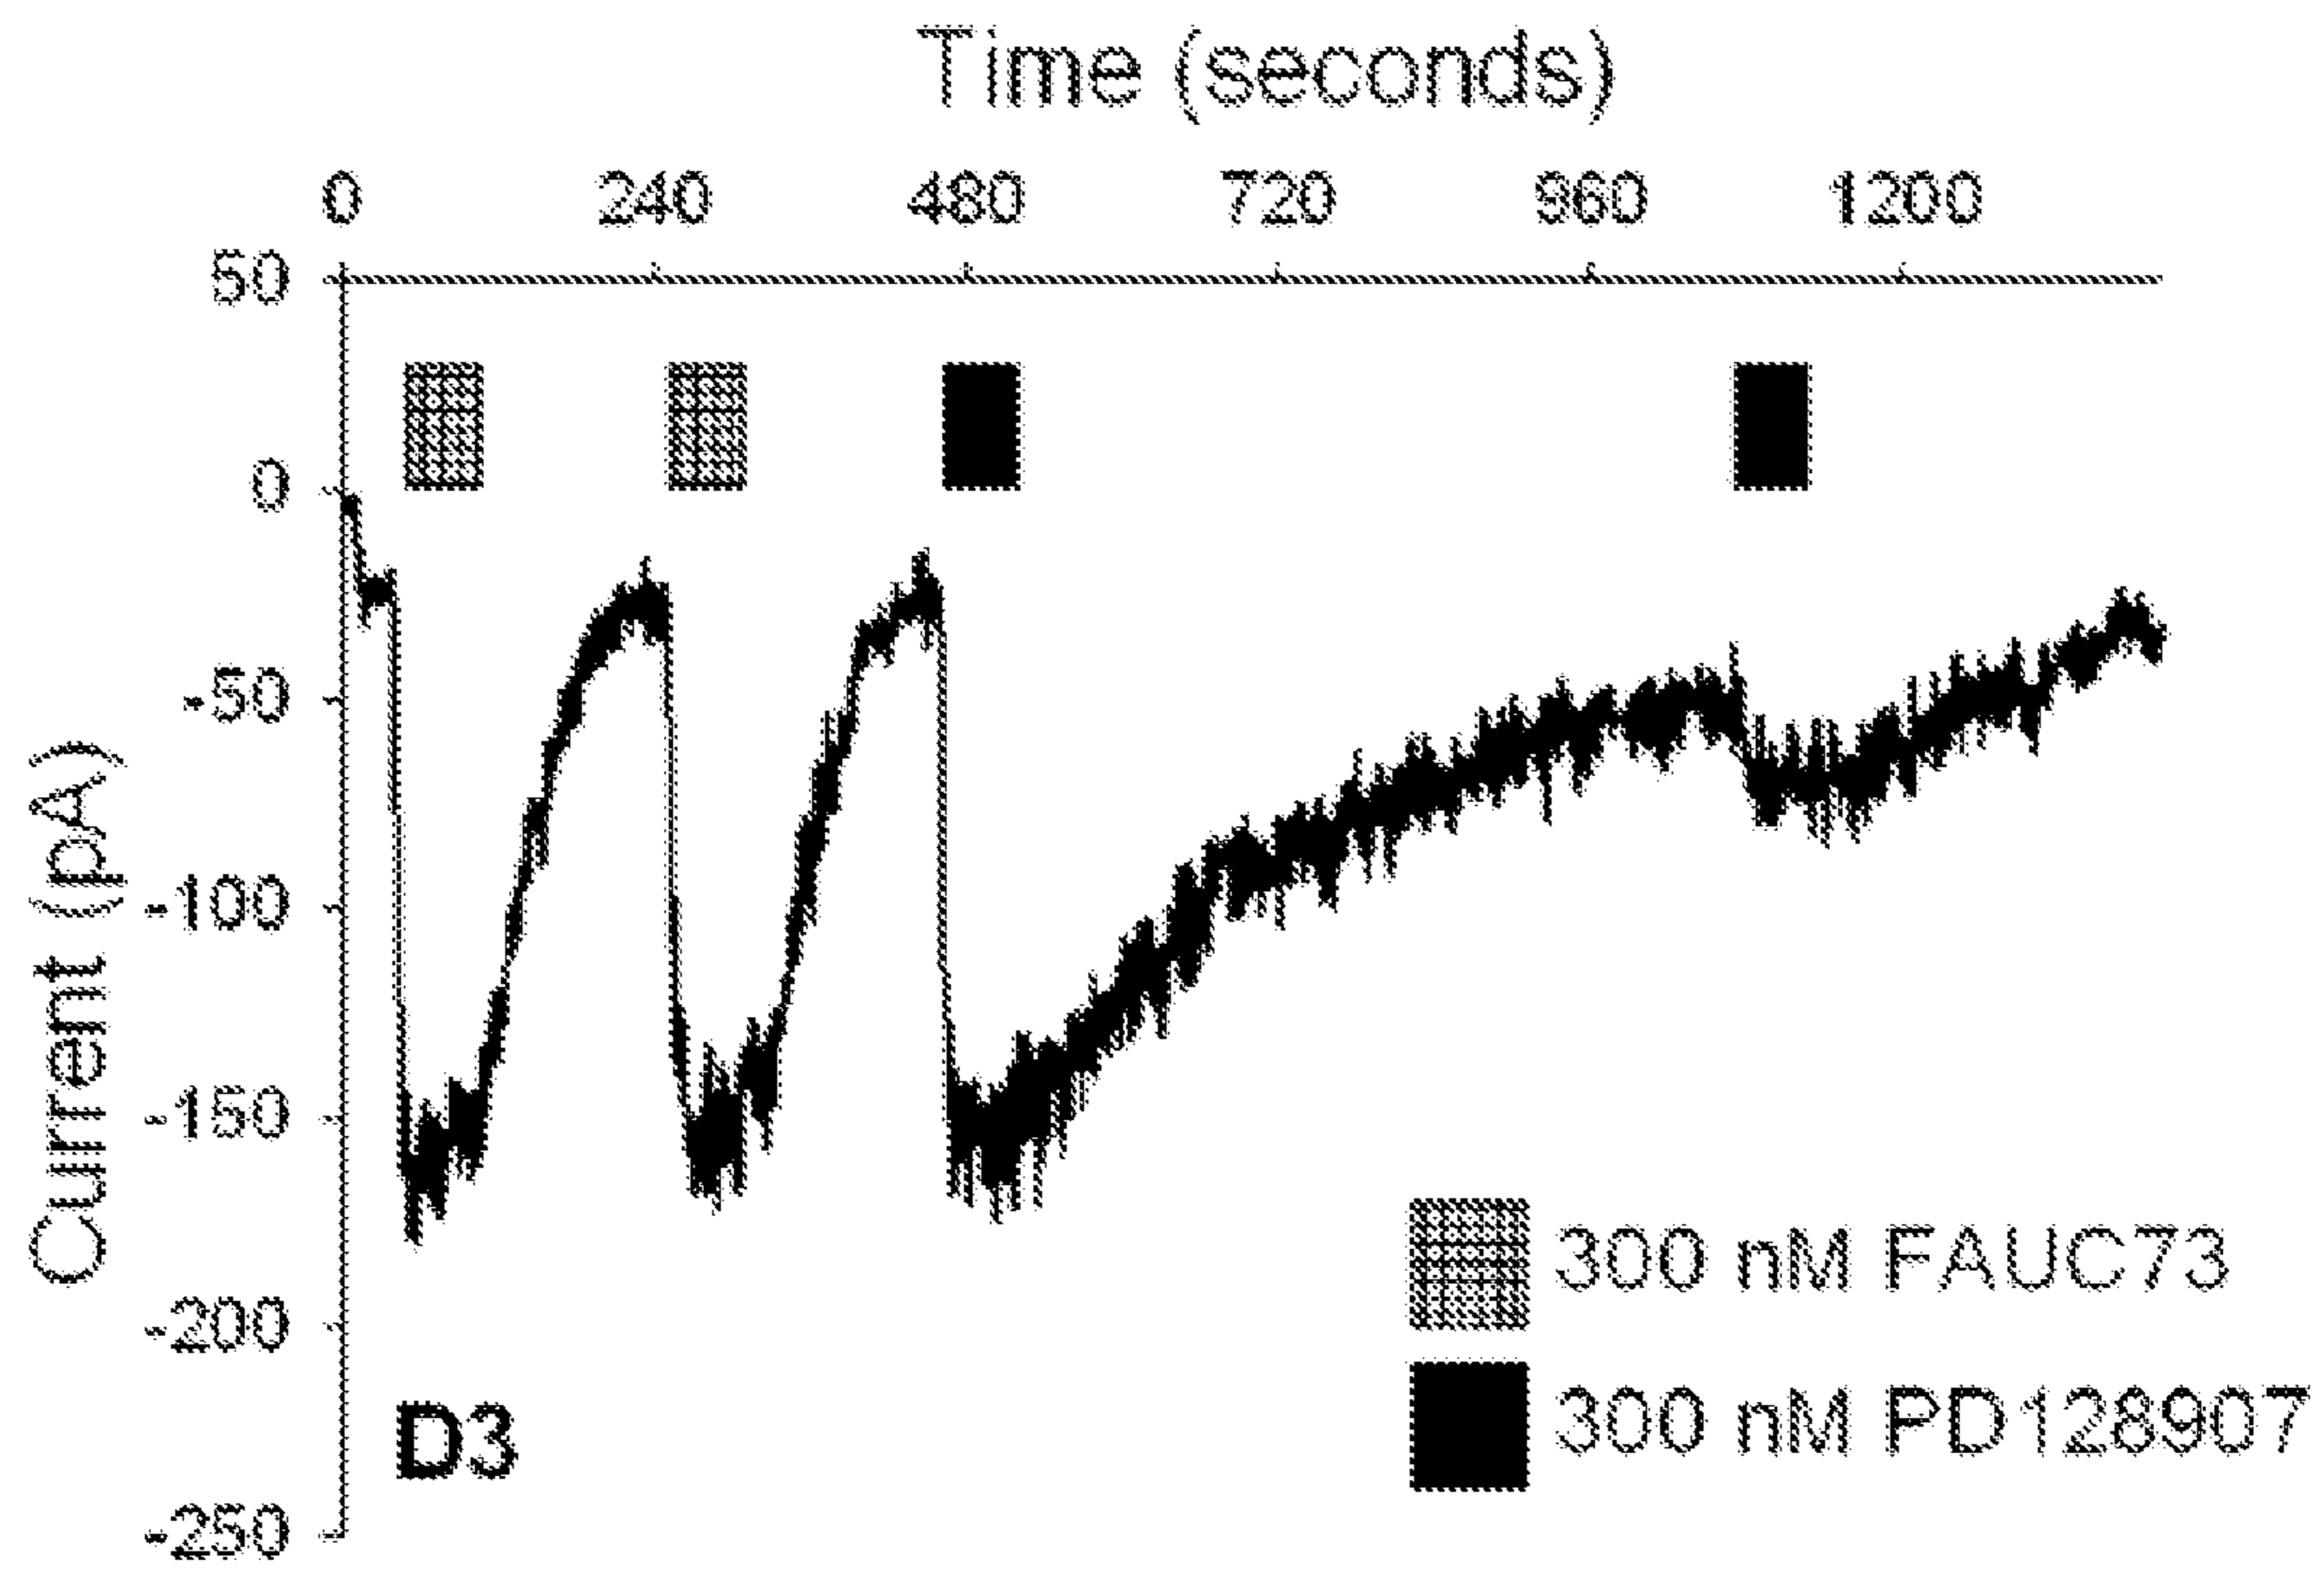 Time (seconds)
0 240 480 720 960 1200
50
0
-50
-100
-150
-200
-250
Current (pA)
300 nM FAUC73
300 nM PD128907
D3